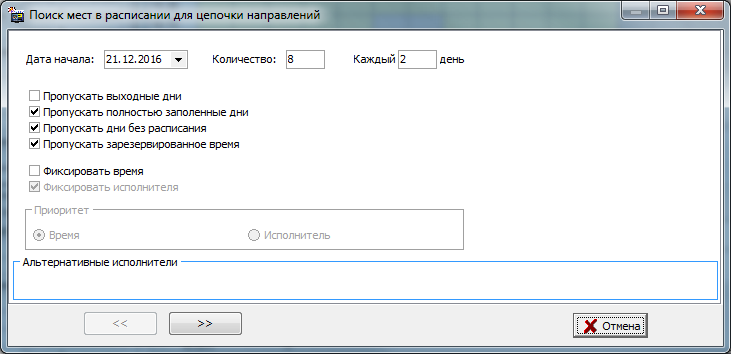 Поиск мест в расписании для цепочки направлений
Дата начала: 21.12.2016 Количество: 8 Каждый 2 день
Пропускать выходные дни
Пропускать полностью заполенные дни
Пропускать дни без расписания
Пропускать зарезервированное время
Фиксировать время
Фиксировать исполнителя
Приоритет
Время Исполнитель
Альтернативные исполнители
<< >> Отмена